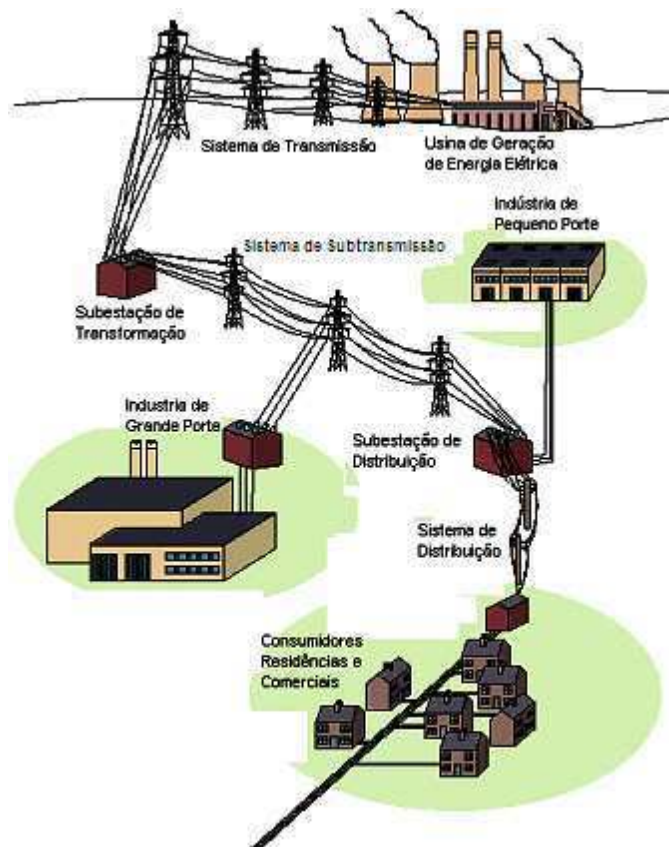 Sistema de Transmissão
Usina de Geração
de Energia Elétrica
Indústria de
Pequeno Porte
Sistema de Subtransmissão
Subestação de
Transformação
Industria de
Grande Porte
Subestação de
Distribuição
Sistema de
Distribuição
Consumidores
Residências e
Comerciais